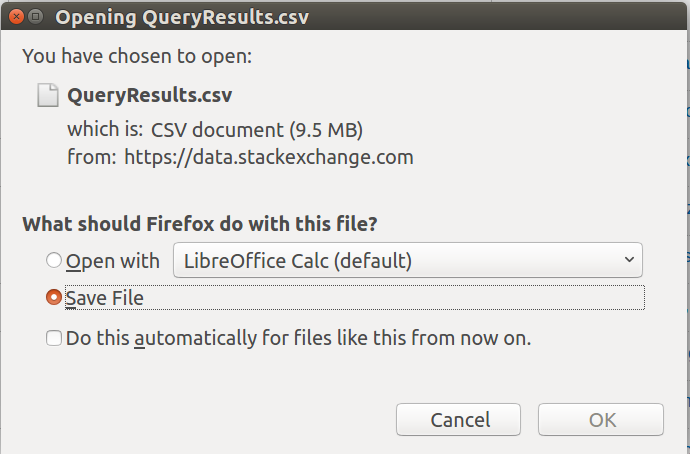 Opening QueryResults.csv
You have chosen to open:
QueryResults.csv
which is: CSV document (9.5 MB)
from: https://data.stackexchange.com
What should Firefox do with this file?
Open with LibreOffice Calc (default)
Save File
Do this automatically for files like this from now on.
Cancel OK